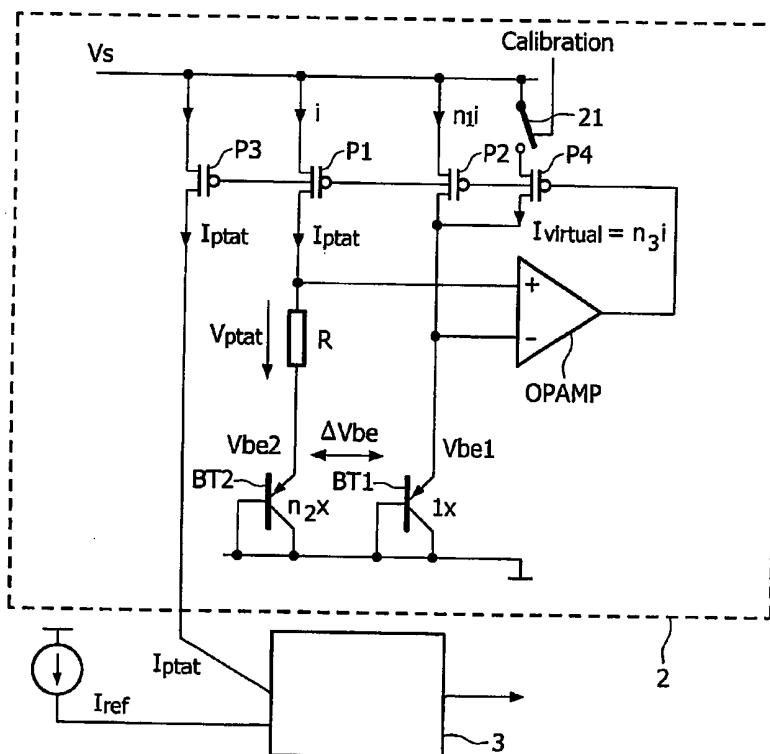 Calibration
Vs
21
i
n₁i
P3
P1
P2
P4
Iptat
Iptat
Ivirtual = n₃i
+
Vptat
R
-
OPAMP
Vbe2
ΔVbe
Vbe1
BT2
BT1
n₂x
1x
2
Iptat
Iref
3